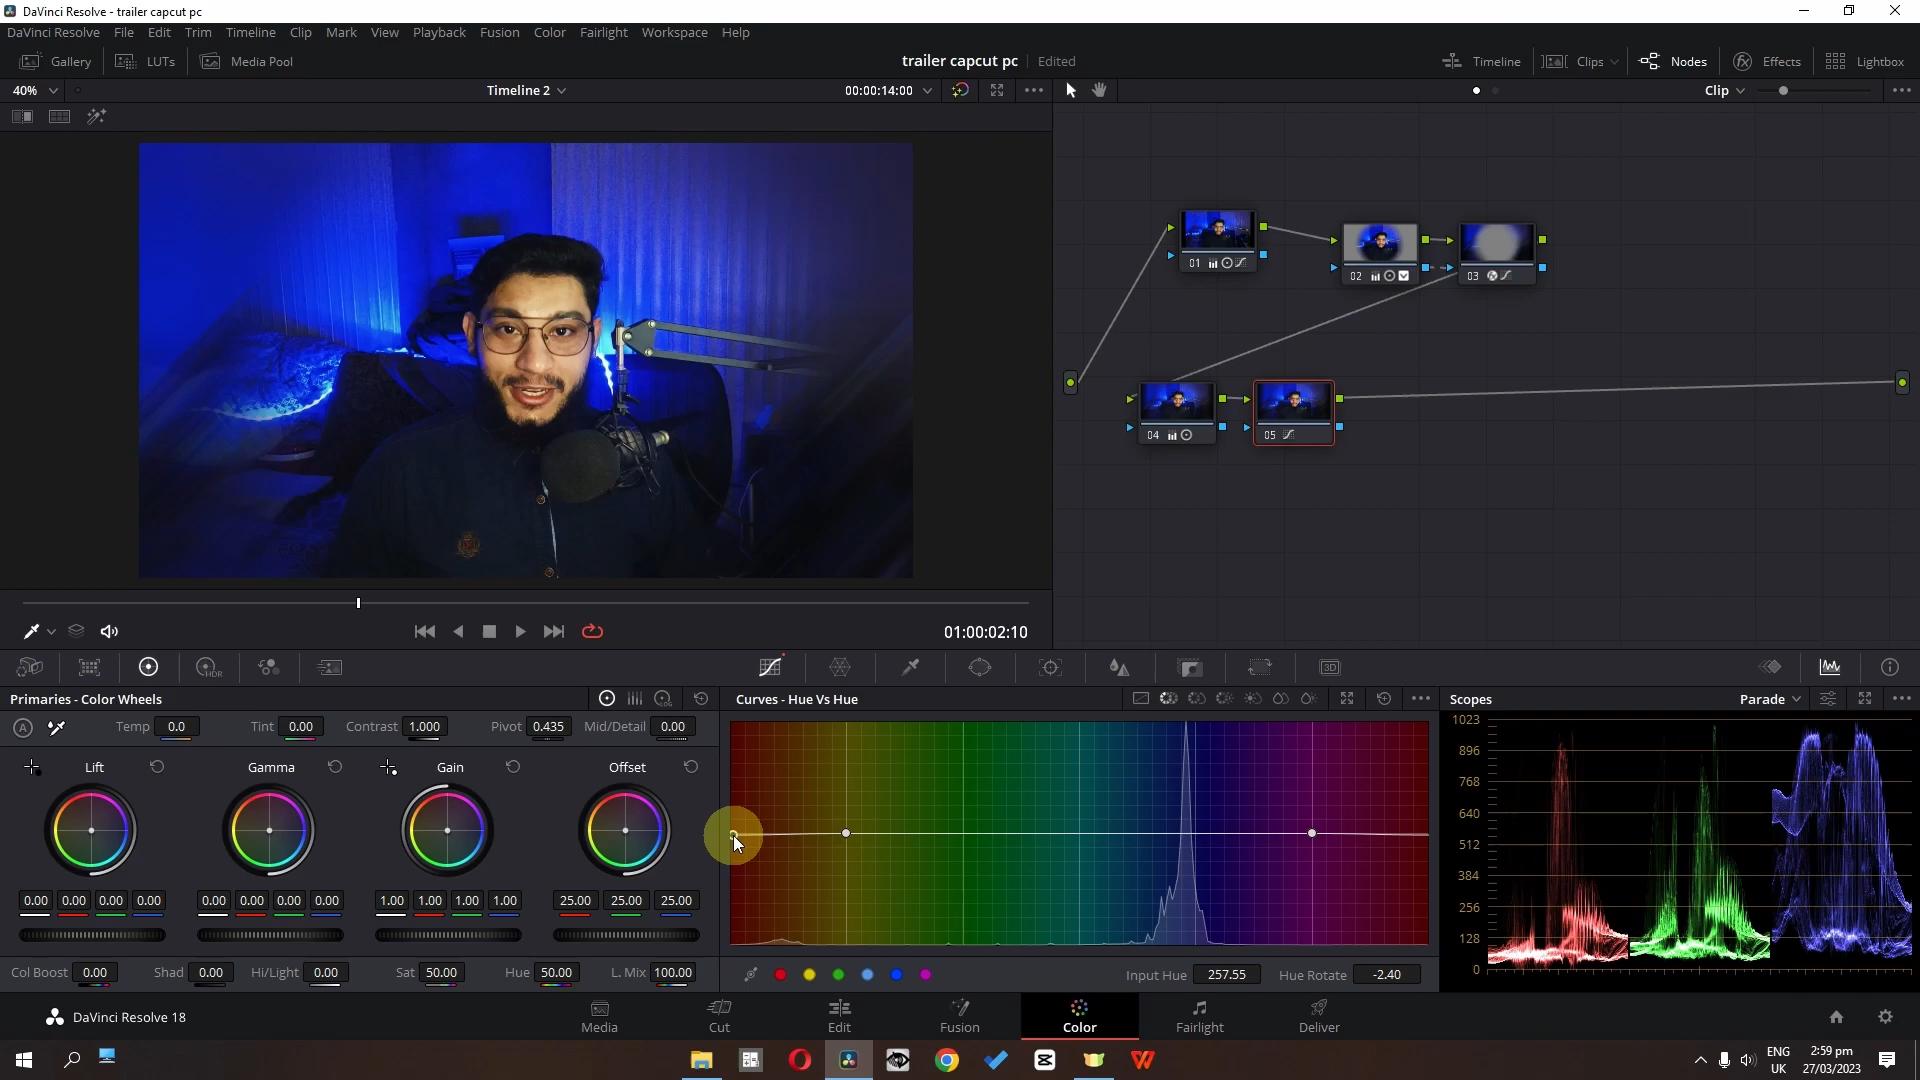 DaVinci Resolve - trailer capcut pc
DaVinci Resolve File Edit Trim Timeline Clip Mark View Playback Fusion Color Fairlight Workspace Help
Gallery LUTs Media Pool trailer capcut pc Edited Timeline Clips Nodes Effects Lightbox
40% Timeline 2 00:00:14:00 Clip
01
02
03
04
05
01:00:02:10
HDR
3D
Primaries - Color Wheels
LOG
Curves - Hue Vs Hue
Scopes
Parade
A
Temp 0.0 Tint 0.00 Contrast 1.000 Pivot 0.435 Mid/Detail 0.00
Lift Gamma Gain Offset
0.00 0.00 0.00 0.00 0.00 0.00 0.00 0.00 1.00 1.00 1.00 1.00 25.00 25.00 25.00
Col Boost 0.00 Shad 0.00 Hi/Light 0.00 Sat 50.00 Hue 50.00 L. Mix 100.00
Input Hue 257.55 Hue Rotate -2.40
1023
896
768
640
512
384
256
128
0
DaVinci Resolve 18
Media Cut Edit Fusion Color Fairlight Deliver
ENG
UK
2:59 pm
27/03/2023